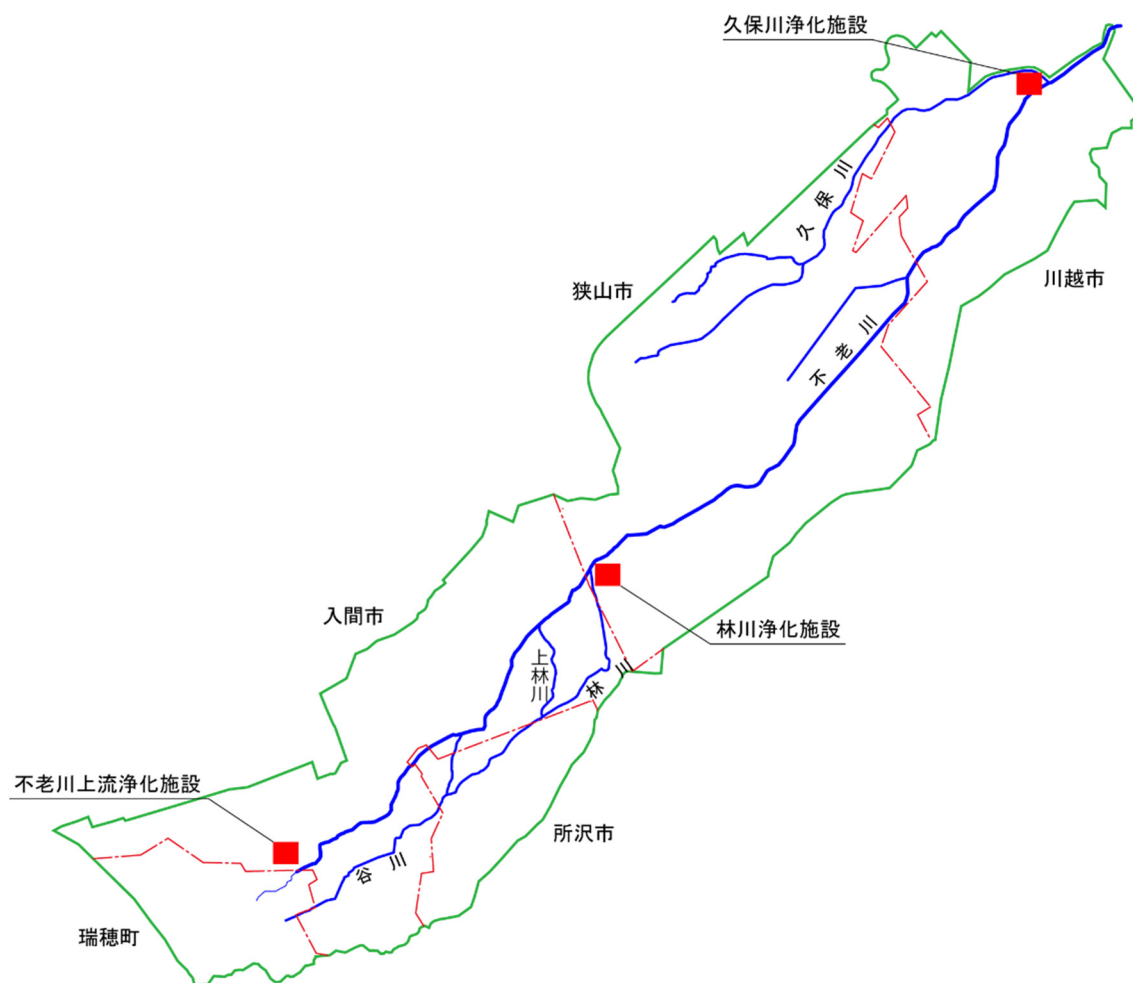 久保川浄化施設
久保川
狭山市
川越市
不老川
入間市
林川浄化施設
上林川
林川
不老川上流浄化施設
所沢市
谷川
瑞穂町